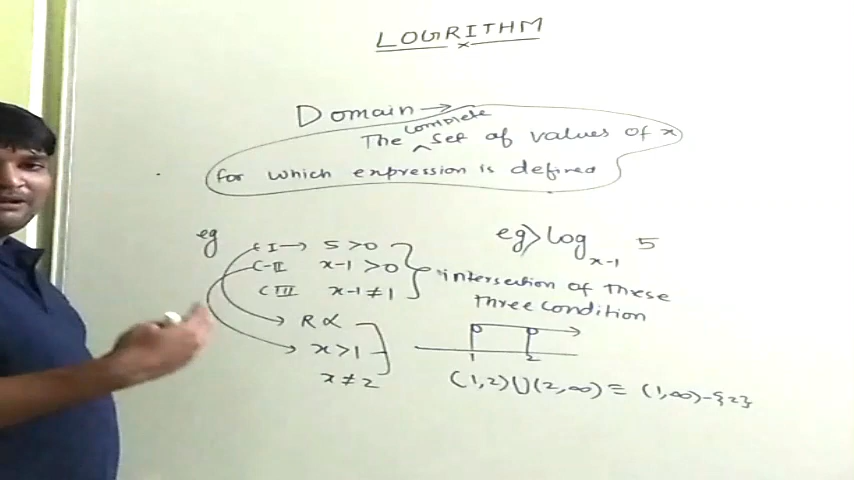 LOGRITHM
Domain →
The complete set of values of x
for which expression is defined
eg> log x-1 5
eg
C I → 5 > 0
C-II x-1 > 0
C III x-1 ≠ 1
intersection of these
three condition
R ∝
x > 1
x ≠ 2
1 2
(1,2) ∪ (2,∞) ≡ (1,∞) - {2}